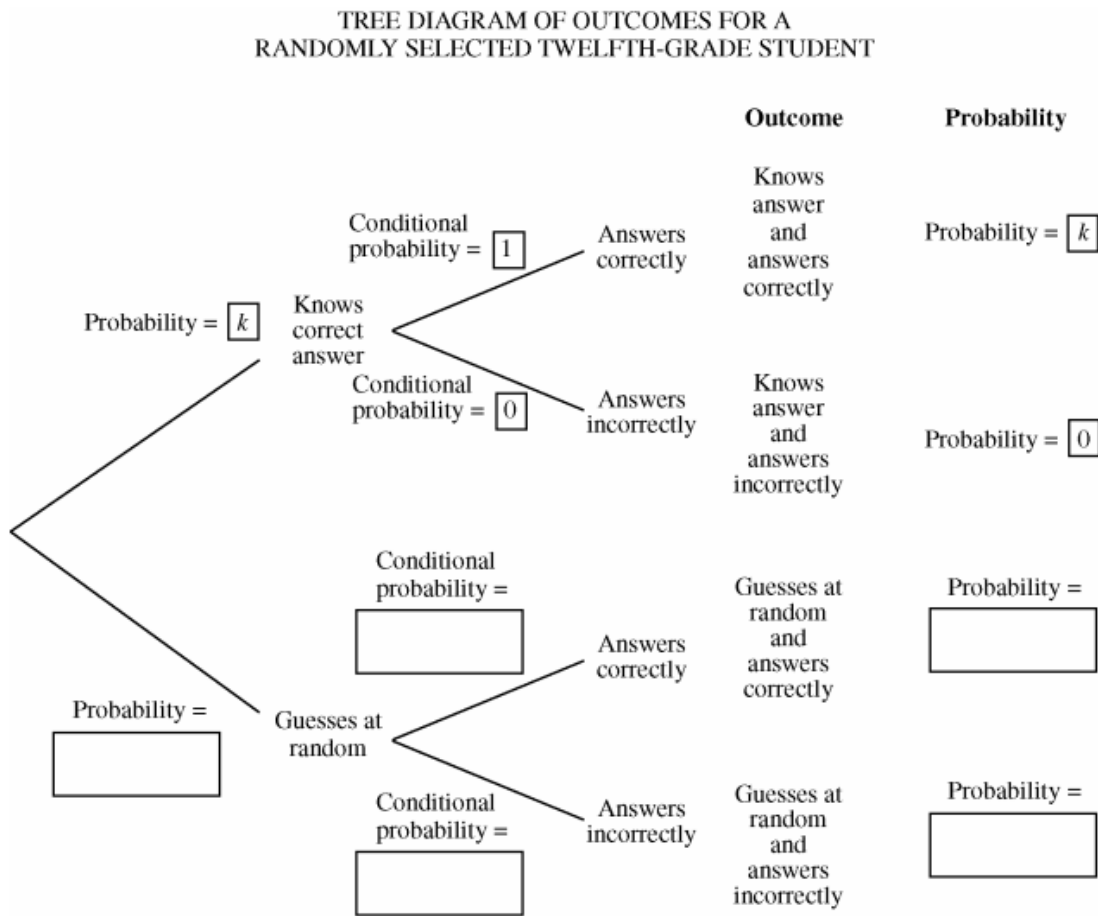 TREE DIAGRAM OF OUTCOMES FOR A
RANDOMLY SELECTED TWELFTH-GRADE STUDENT
Outcome
Probability
Conditional
probability = 1
Answers
correctly
Knows
answer
and
answers
correctly
Probability = k
Probability = k
Knows
correct
answer
Conditional
probability = 0
Answers
incorrectly
Knows
answer
and
answers
incorrectly
Probability = 0
Conditional
probability =
Answers
correctly
Guesses at
random
and
answers
correctly
Probability =
Probability =
Guesses at
random
Conditional
probability =
Answers
incorrectly
Guesses at
random
and
answers
incorrectly
Probability =